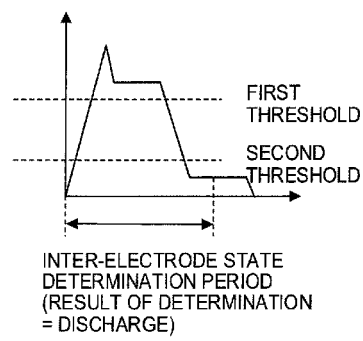 FIRST
THRESHOLD
SECOND
THRESHOLD
INTER-ELECTRODE STATE
DETERMINATION PERIOD
(RESULT OF DETERMINATION
= DISCHARGE)